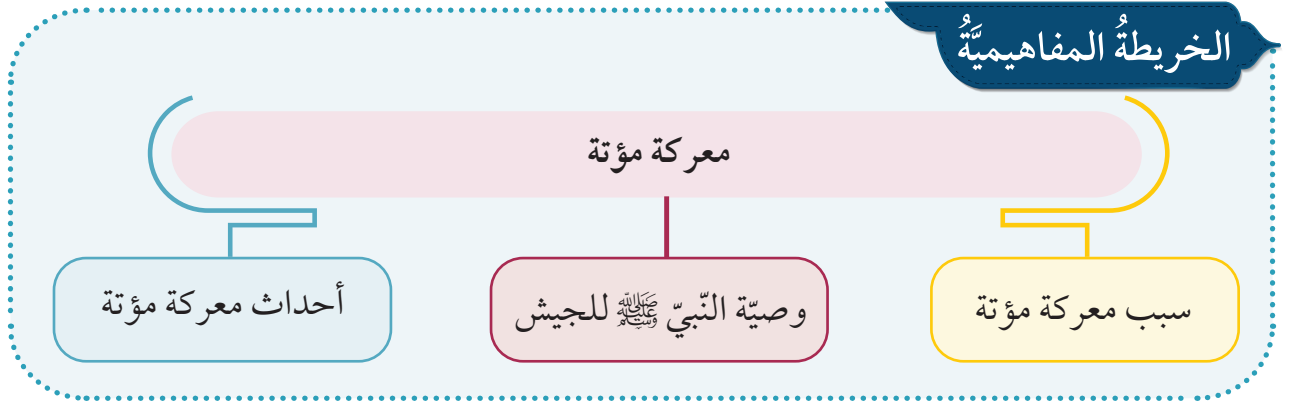 الخريطةُ المفاهيميَّةُ
معركة مؤتة
سبب معركة مؤتة
وصيّة النّبيّ ﷺ للجيش
أحداث معركة مؤتة